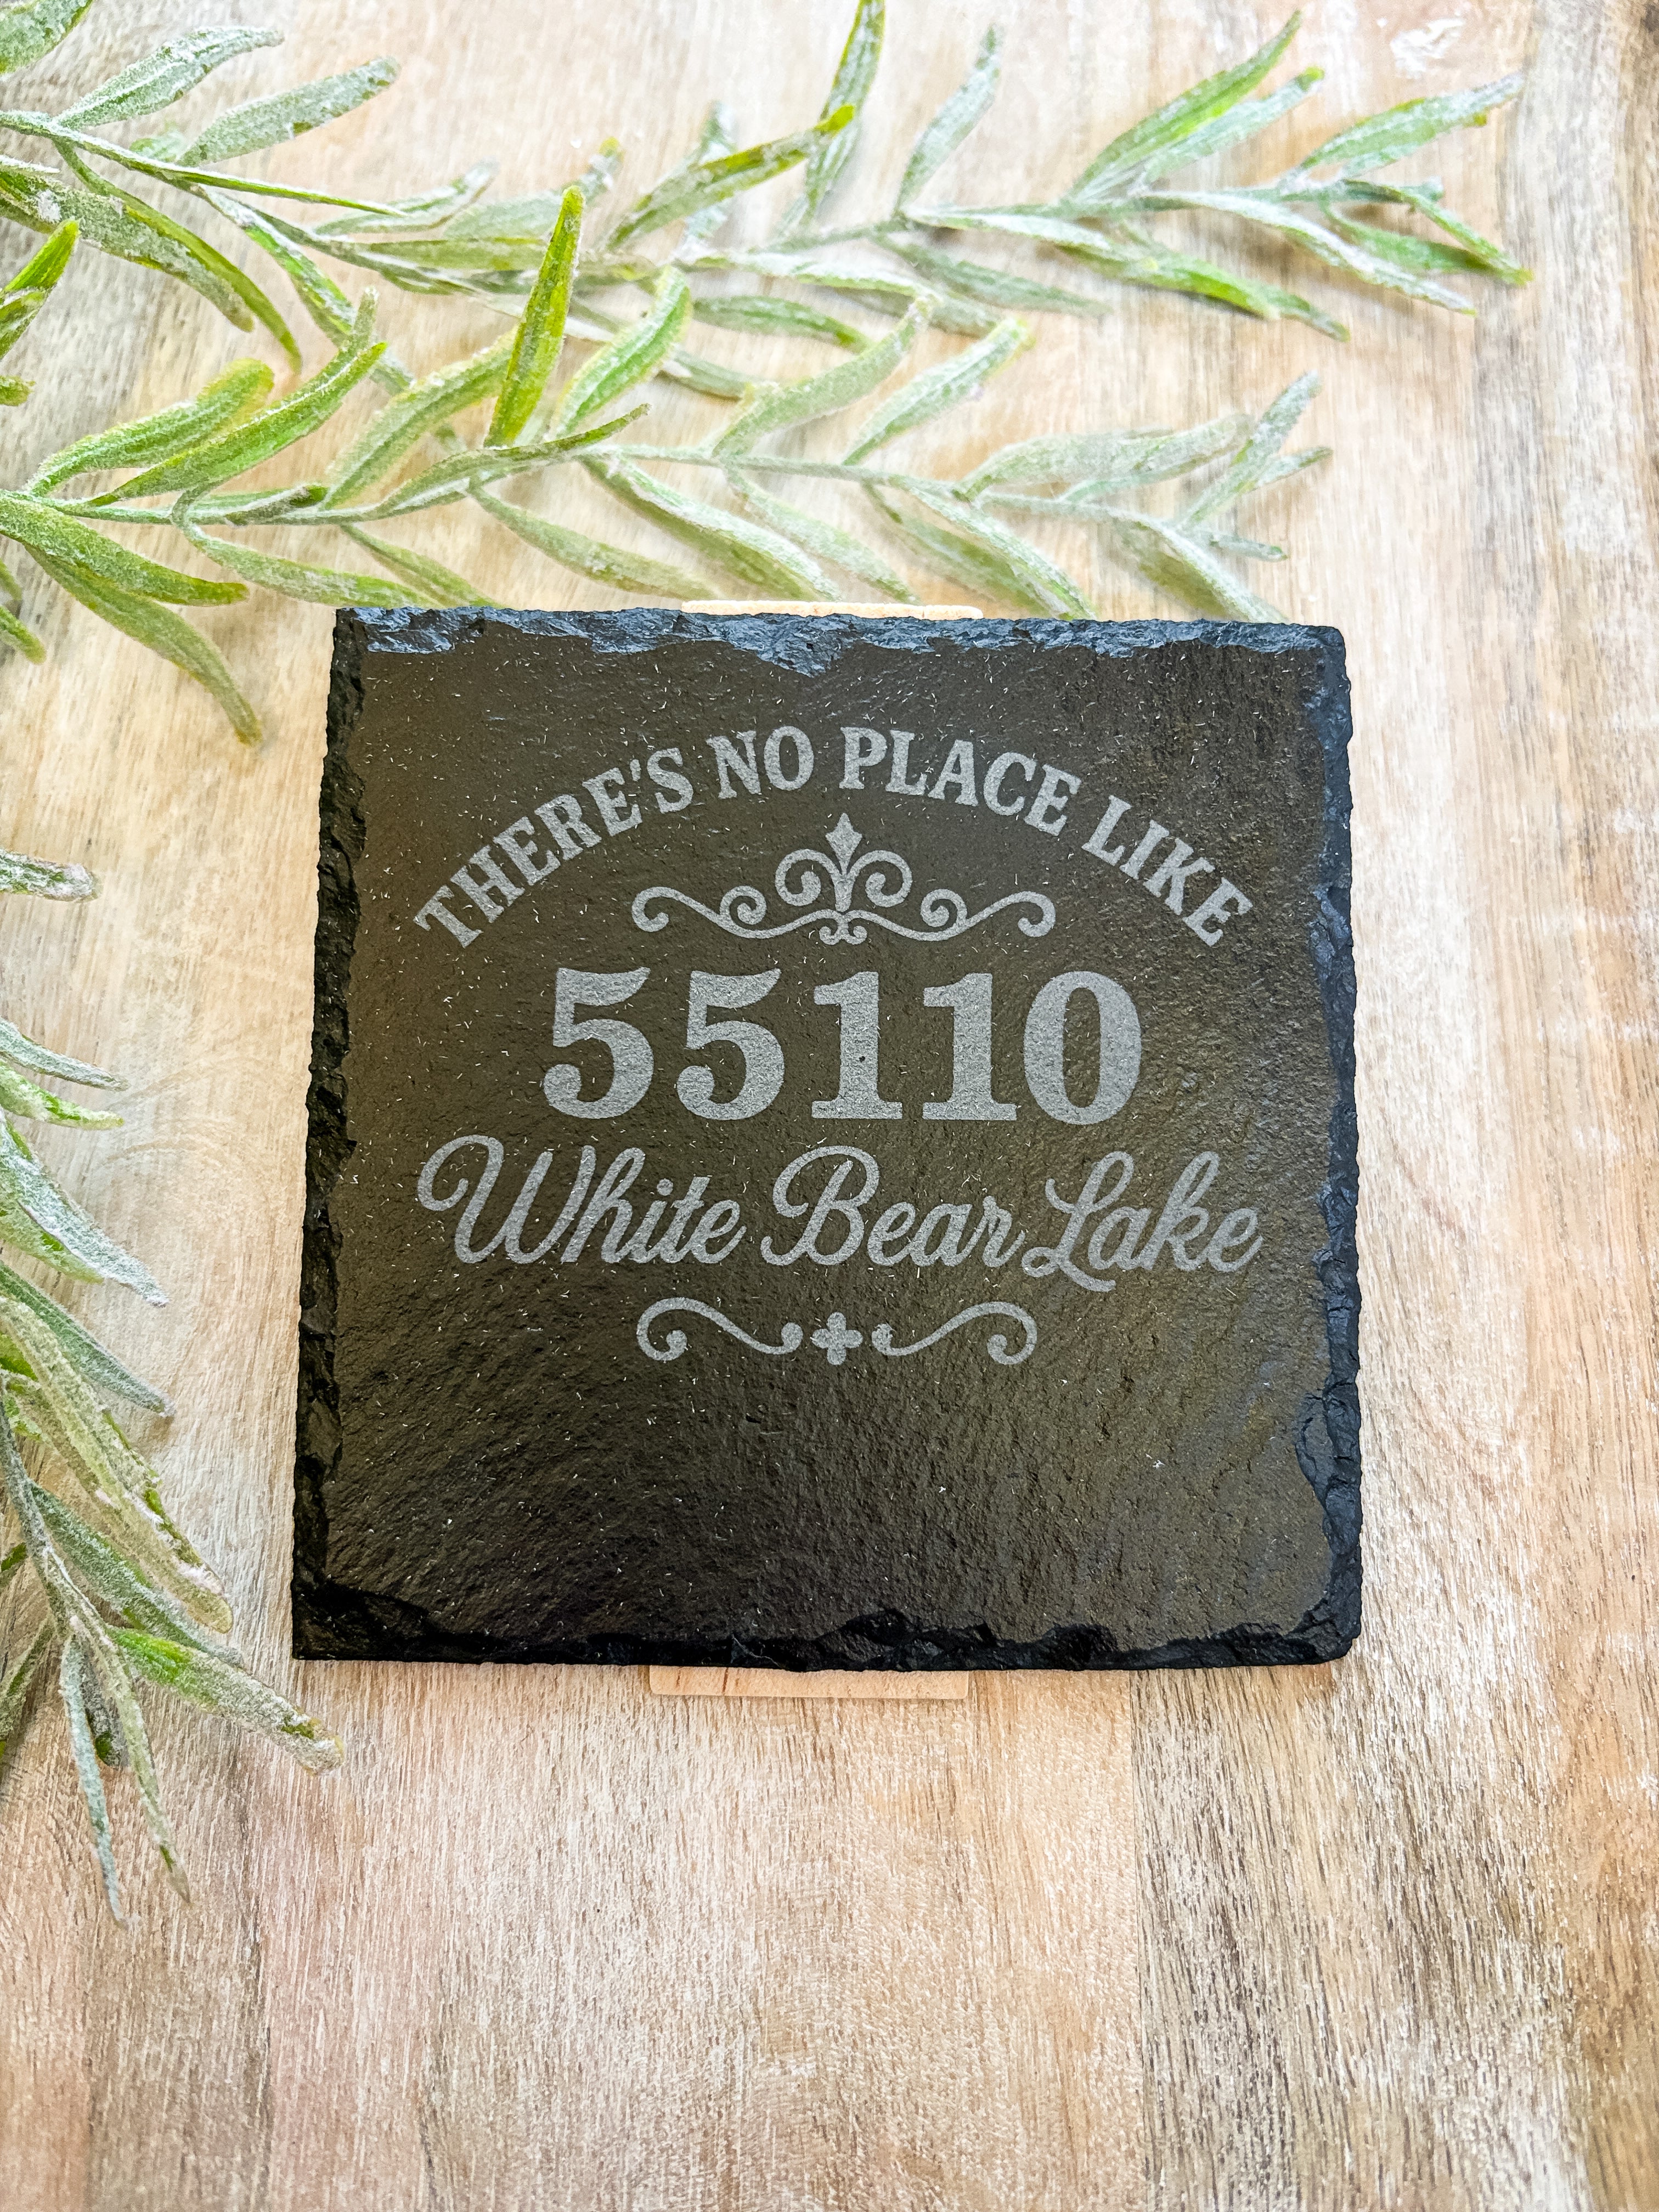 THERE'S NO PLACE LIKE
55110
White Bear Lake